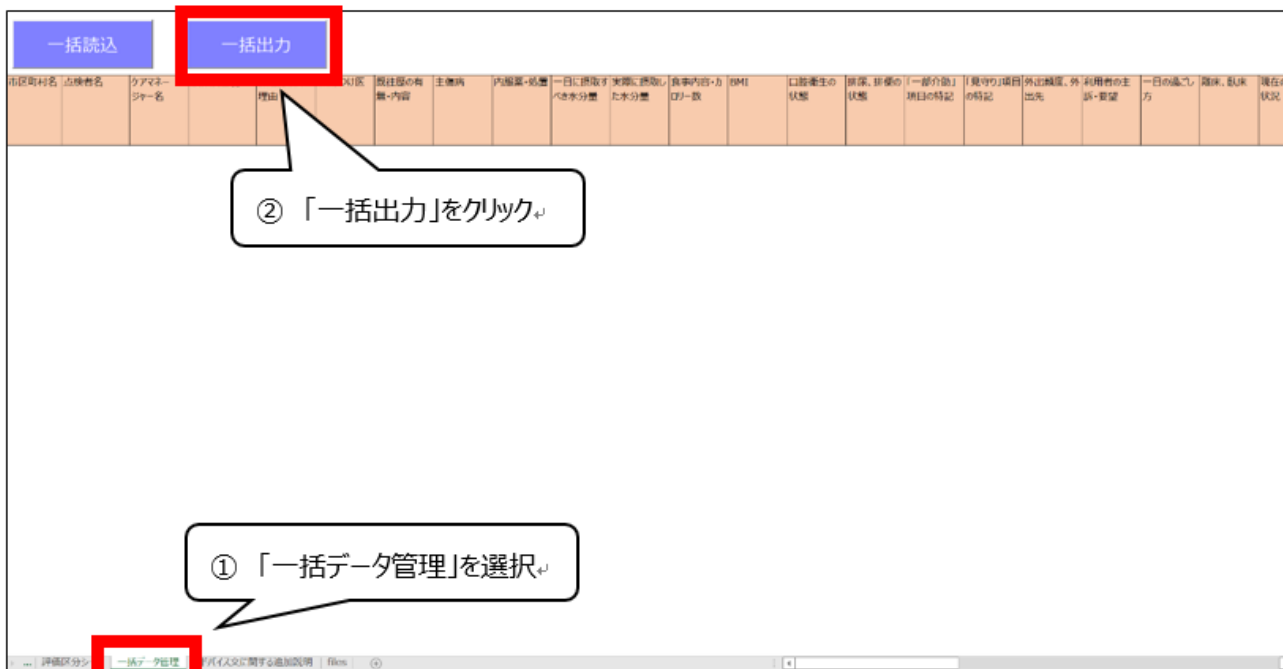 一括読込
一括出力
市区町村名 点検者名 ケアマネー 理由 既往歴の有 主傷病 内服薬・処置 一日に摂取す 実際に摂取し 食事内容・カ BMI 口腔衛生の 排尿、排便の 「一部介助」 「見守り」項目 外出頻度、外 利用者の主 一日の過ごし 離床、臥床 現在の
ジャー名 無・内容 べき水分量 た水分量 ロリー数 状態 状態 項目の特記 の特記 出先 訴・要望 方 状況
② 「一括出力」をクリック↵
① 「一括データ管理」を選択↵
... 評価区分シ 一括データ管理 バイス文に関する追加説明 files